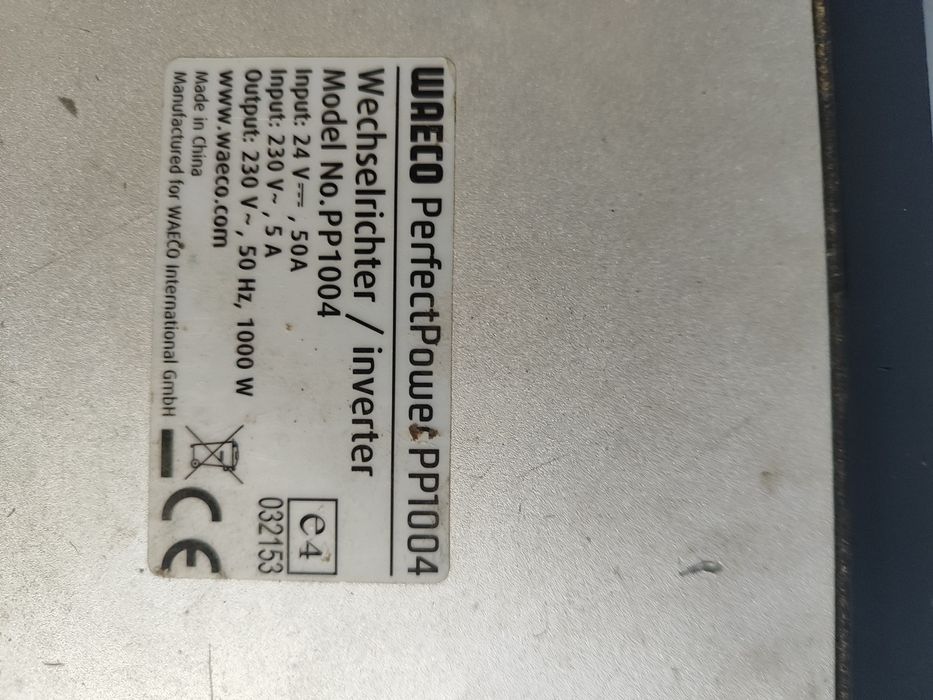 WAECO PerfectPower PP1004
Wechselrichter / inverter
Model No.PP1004
Input: 24 V⎓, 50A
Input: 230 V~, 5 A
Output: 230 V~, 50 Hz, 1000 W
www.waeco.com
Made in China
Manufactured for WAECO International GmbH
e4
032153
CE